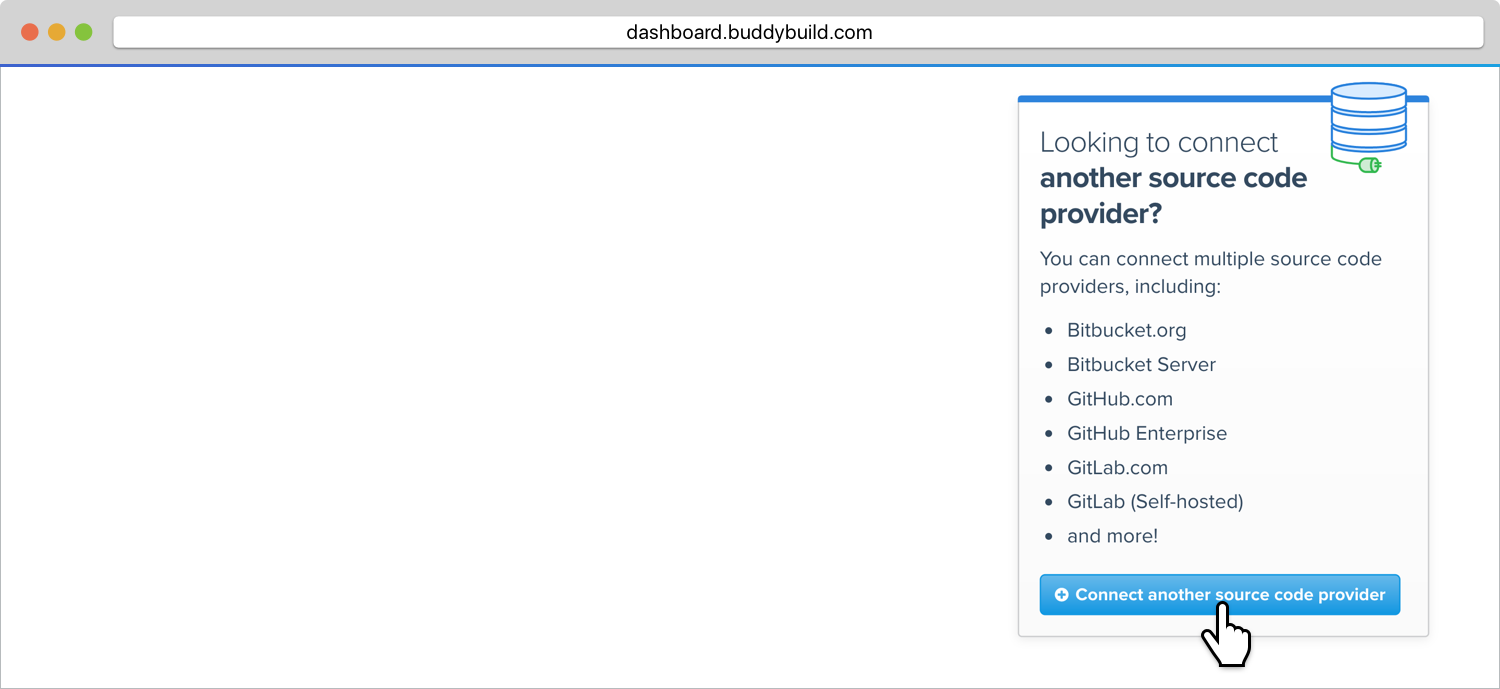 dashboard.buddybuild.com
Looking to connect
another source code
provider?
You can connect multiple source code
providers, including:
• Bitbucket.org
• Bitbucket Server
• GitHub.com
• GitHub Enterprise
• GitLab.com
• GitLab (Self-hosted)
• and more!
Connect another source code provider